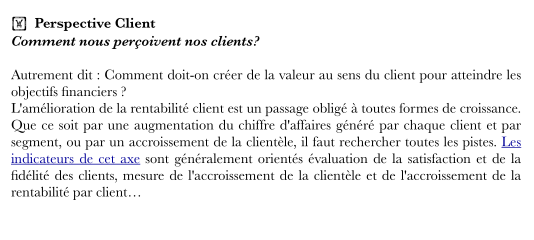 Perspective Client
Comment nous perçoivent nos clients?
Autrement dit : Comment doit-on créer de la valeur au sens du client pour atteindre les
objectifs financiers ?
L'amélioration de la rentabilité client est un passage obligé à toutes formes de croissance.
Que ce soit par une augmentation du chiffre d'affaires généré par chaque client et par
segment, ou par un accroissement de la clientèle, il faut rechercher toutes les pistes. Les
indicateurs de cet axe sont généralement orientés évaluation de la satisfaction et de la
fidélité des clients, mesure de l'accroissement de la clientèle et de l'accroissement de la
rentabilité par client…